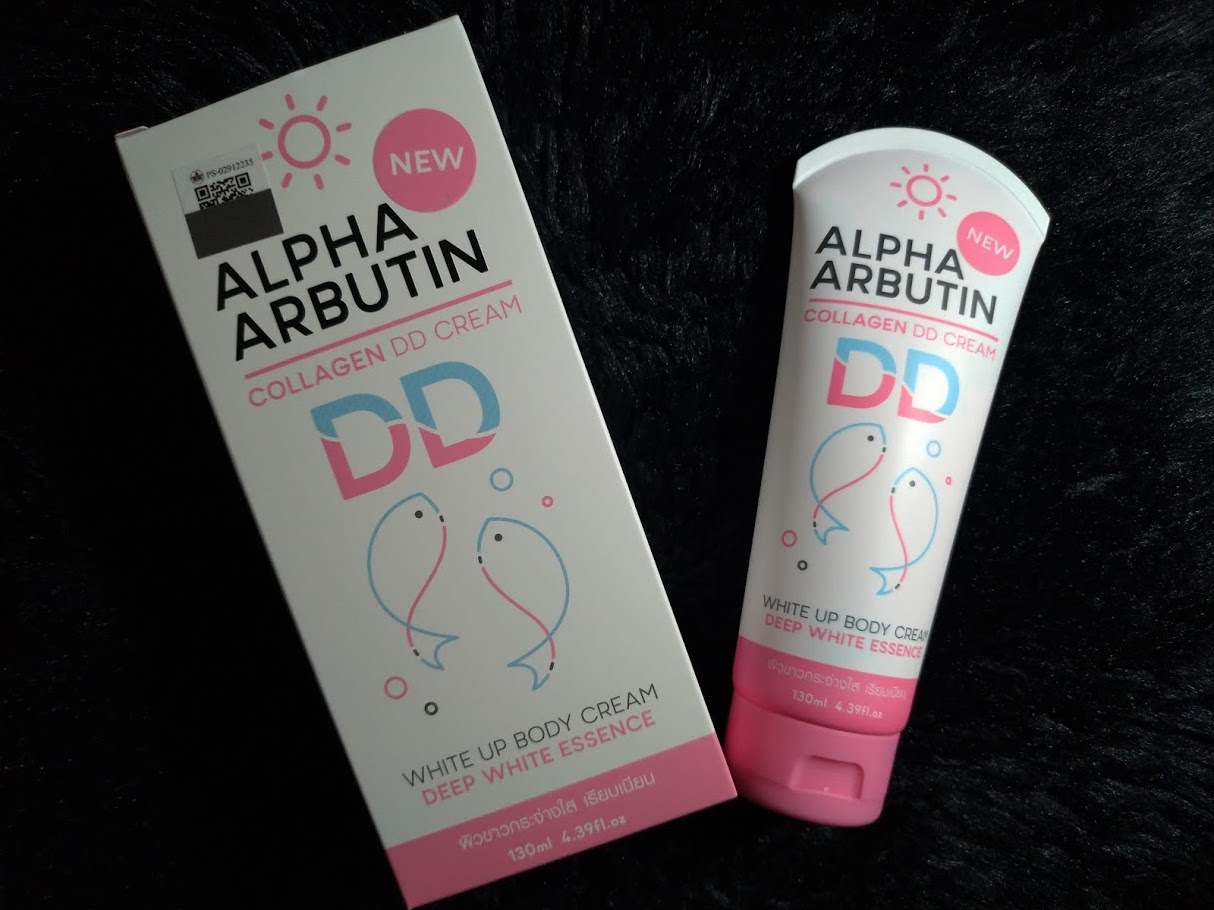 PS-02912235
NEW
ALPHA
ARBUTIN
COLLAGEN DD CREAM
DD
WHITE UP BODY CREAM
DEEP WHITE ESSENCE
ผิวขาวกระจ่างใส เรียบเนียน
130ml 4.39fl.oz
NEW
ALPHA
ARBUTIN
COLLAGEN DD CREAM
DD
WHITE UP BODY CREAM
DEEP WHITE ESSENCE
ผิวขาวกระจ่างใส เรียบเนียน
130ml 4.39fl.oz